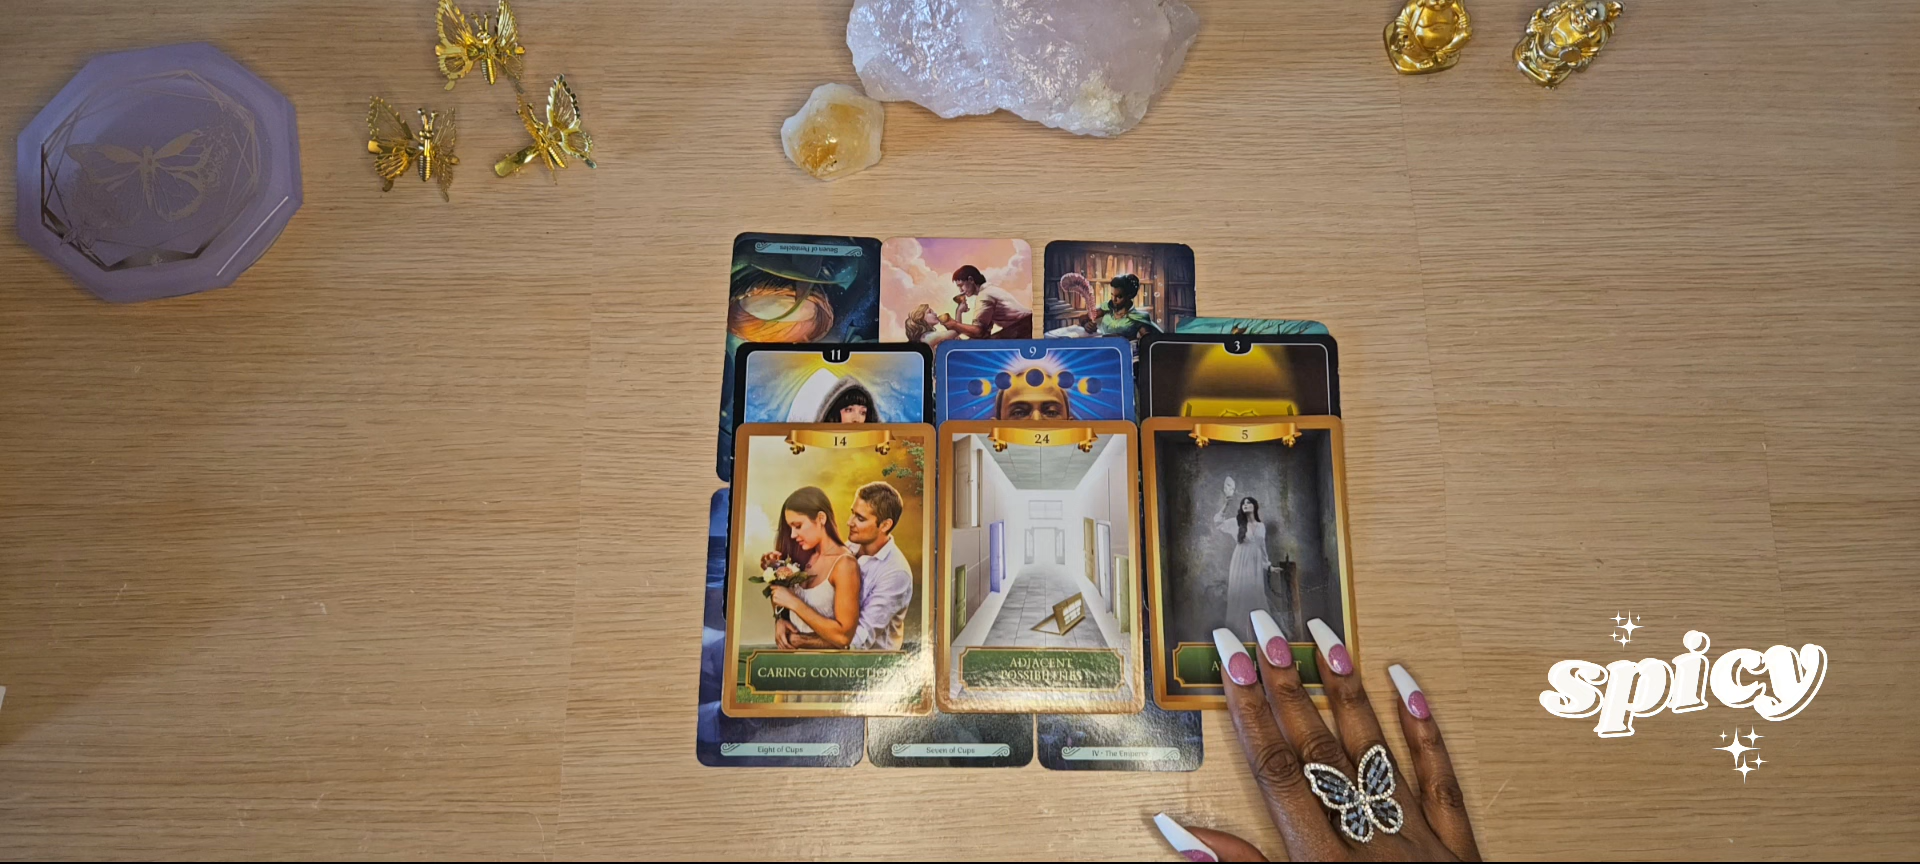 Seven of Pentacles
11
9
3
14
24
5
CARING CONNECTION
ADJACENT
POSSIBILITIES
Eight of Cups
Seven of Cups
IV • The Emperor
spicy